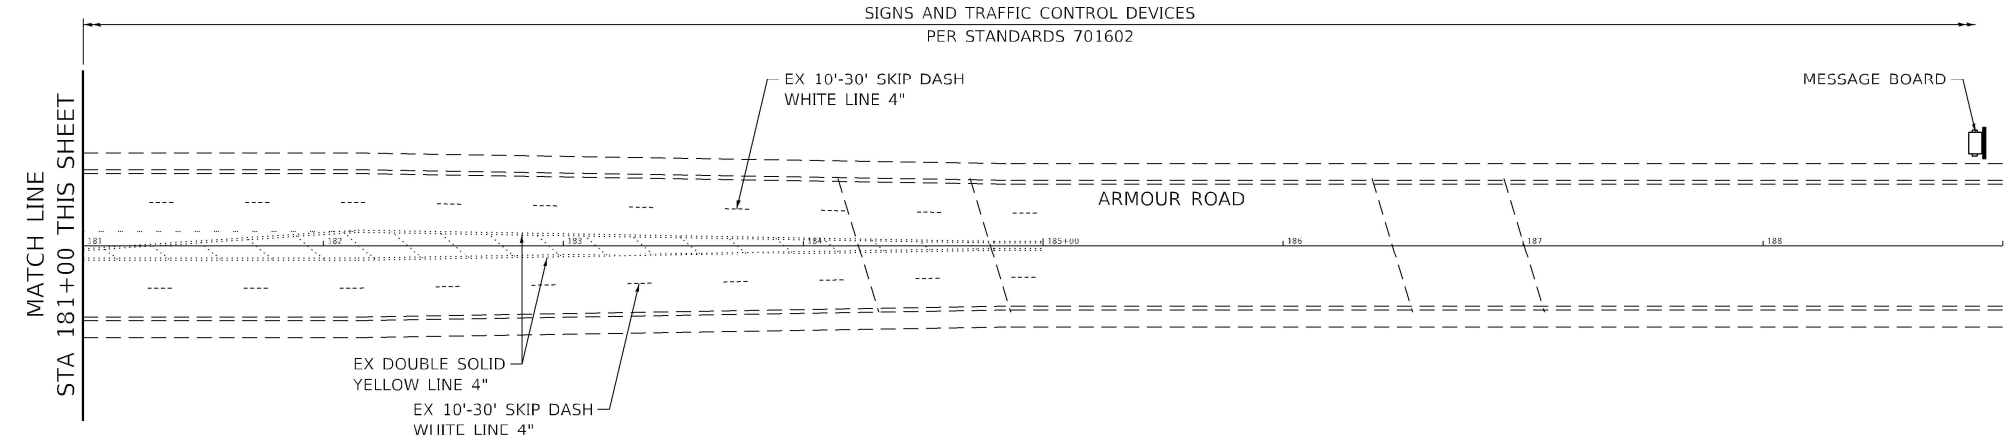 SIGNS AND TRAFFIC CONTROL DEVICES
PER STANDARDS 701602
EX 10'-30' SKIP DASH
WHITE LINE 4"
MESSAGE BOARD
MATCH LINE
STA 181+00 THIS SHEET
ARMOUR ROAD
181 182 183 184 185+00 186 187 188
EX DOUBLE SOLID
YELLOW LINE 4"
EX 10'-30' SKIP DASH
WHITE LINE 4"